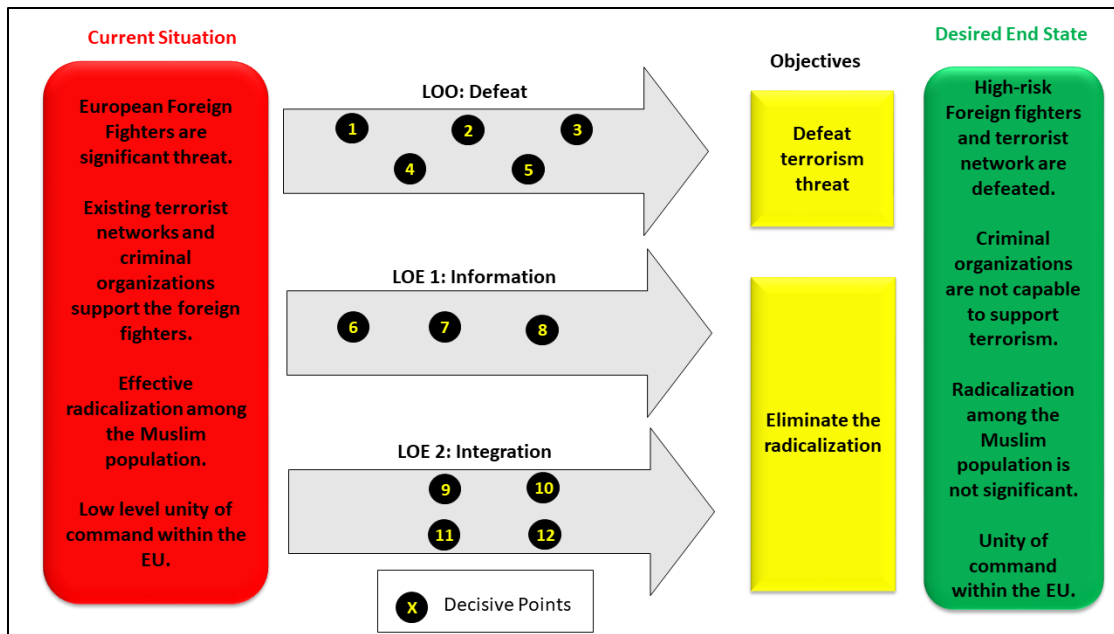 Current Situation
European Foreign
Fighters are
significant threat.
Existing terrorist
networks and
criminal
organizations
support the foreign
fighters.
Effective
radicalization among
the Muslim
population.
Low level unity of
command within the
EU.
LOO: Defeat
1
2
3
4
5
LOE 1: Information
6
7
8
LOE 2: Integration
9
10
11
12
X Decisive Points
Objectives
Defeat
terrorism
threat
Eliminate the
radicalization
Desired End State
High-risk
Foreign fighters
and terrorist
network are
defeated.
Criminal
organizations
are not capable
to support
terrorism.
Radicalization
among the
Muslim
population is
not significant.
Unity of
command
within the EU.